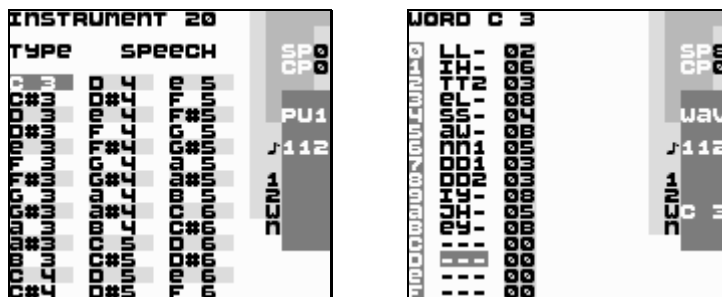 INSTRUMenT 20
TYPe SPeeCH
C 3 D 4 e 5
C#3 D#4 F 5
D 3 e 4 F#5
D#3 F 4 G 5
e 3 F#4 G#5
F 3 G 4 a 5
F#3 G#4 a#5
G 3 a 4 B 5
G#3 a#4 C 6
a 3 B 4 C#6
a#3 C 5 D 6
B 3 C#5 D#6
C 4 D 5 e 6
C#4 D#5 F 6
SP0
CP0
PU1
♪112
1
2
W
n
WORD C 3
0 LL- 02
1 IH- 06
2 TT2 03
3 eL- 08
4 SS- 04
5 aW- 0B
6 nn1 05
7 DD1 03
8 DD2 03
9 IY- 08
a JH- 05
B eY- 0B
C --- 00
D --- 00
e --- 00
F --- 00
CP0
Wav
♪112
1
2
W C 3
n